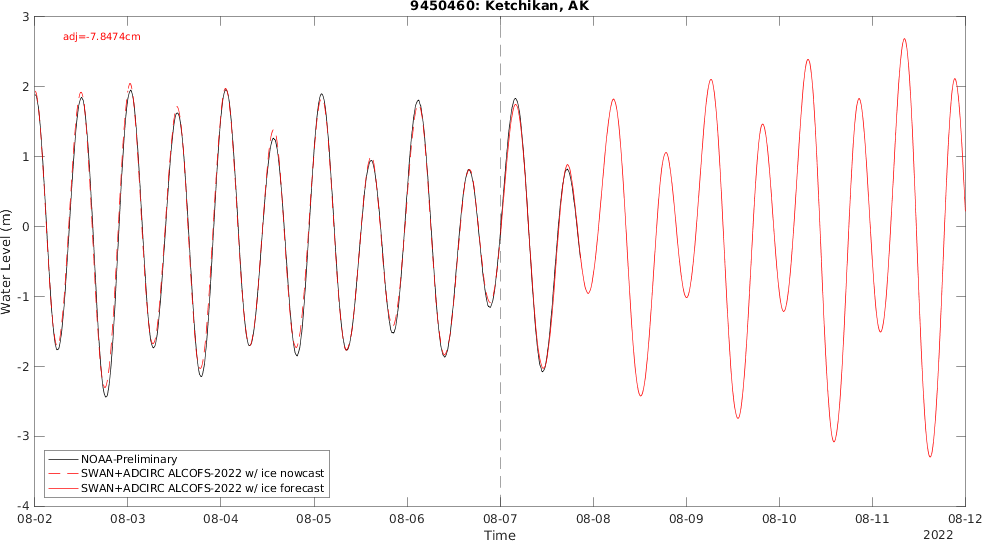 9450460: Ketchikan, AK
adj=-7.8474cm
3
2
1
0
-1
-2
-3
-4
Water Level (m)
NOAA-Preliminary
SWAN+ADCIRC ALCOFS-2022 w/ ice nowcast
SWAN+ADCIRC ALCOFS-2022 w/ ice forecast
08-02 08-03 08-04 08-05 08-06 08-07 08-08 08-09 08-10 08-11 08-12
Time
2022